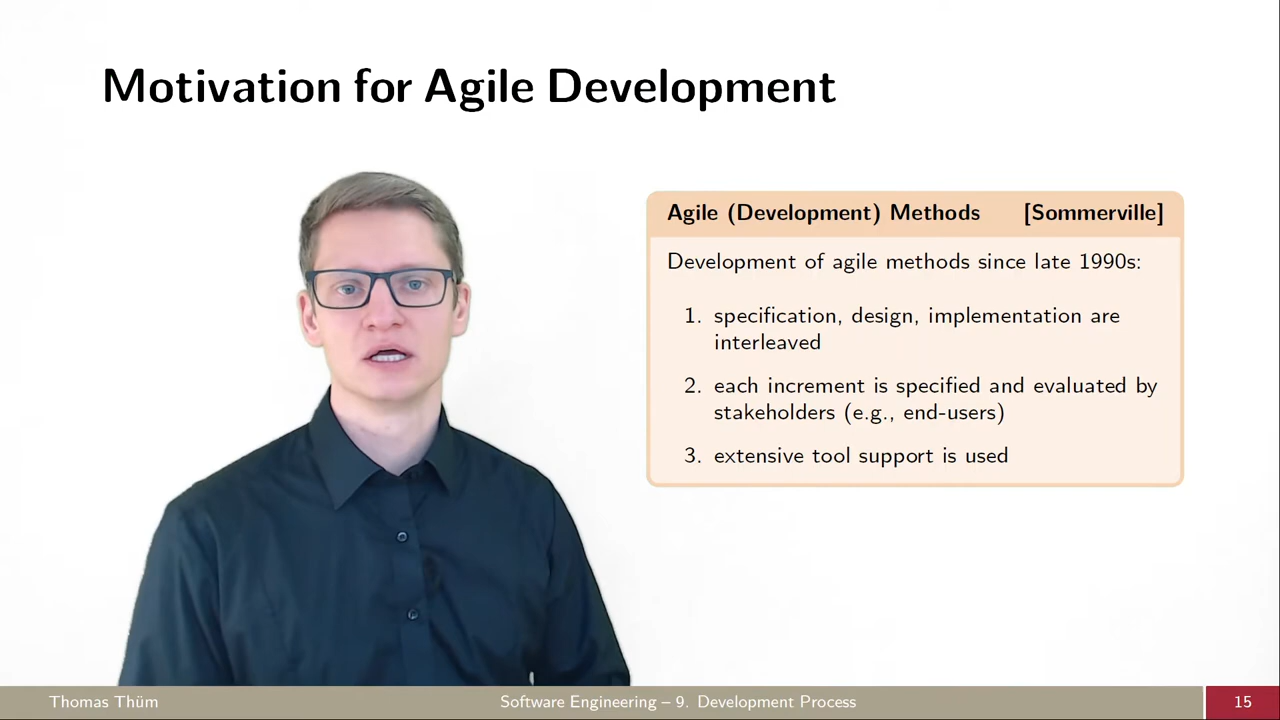 Motivation for Agile Development
Agile (Development) Methods [Sommerville]
Development of agile methods since late 1990s:
1. specification, design, implementation are
interleaved
2. each increment is specified and evaluated by
stakeholders (e.g., end-users)
3. extensive tool support is used
Thomas Thüm Software Engineering – 9. Development Process 15